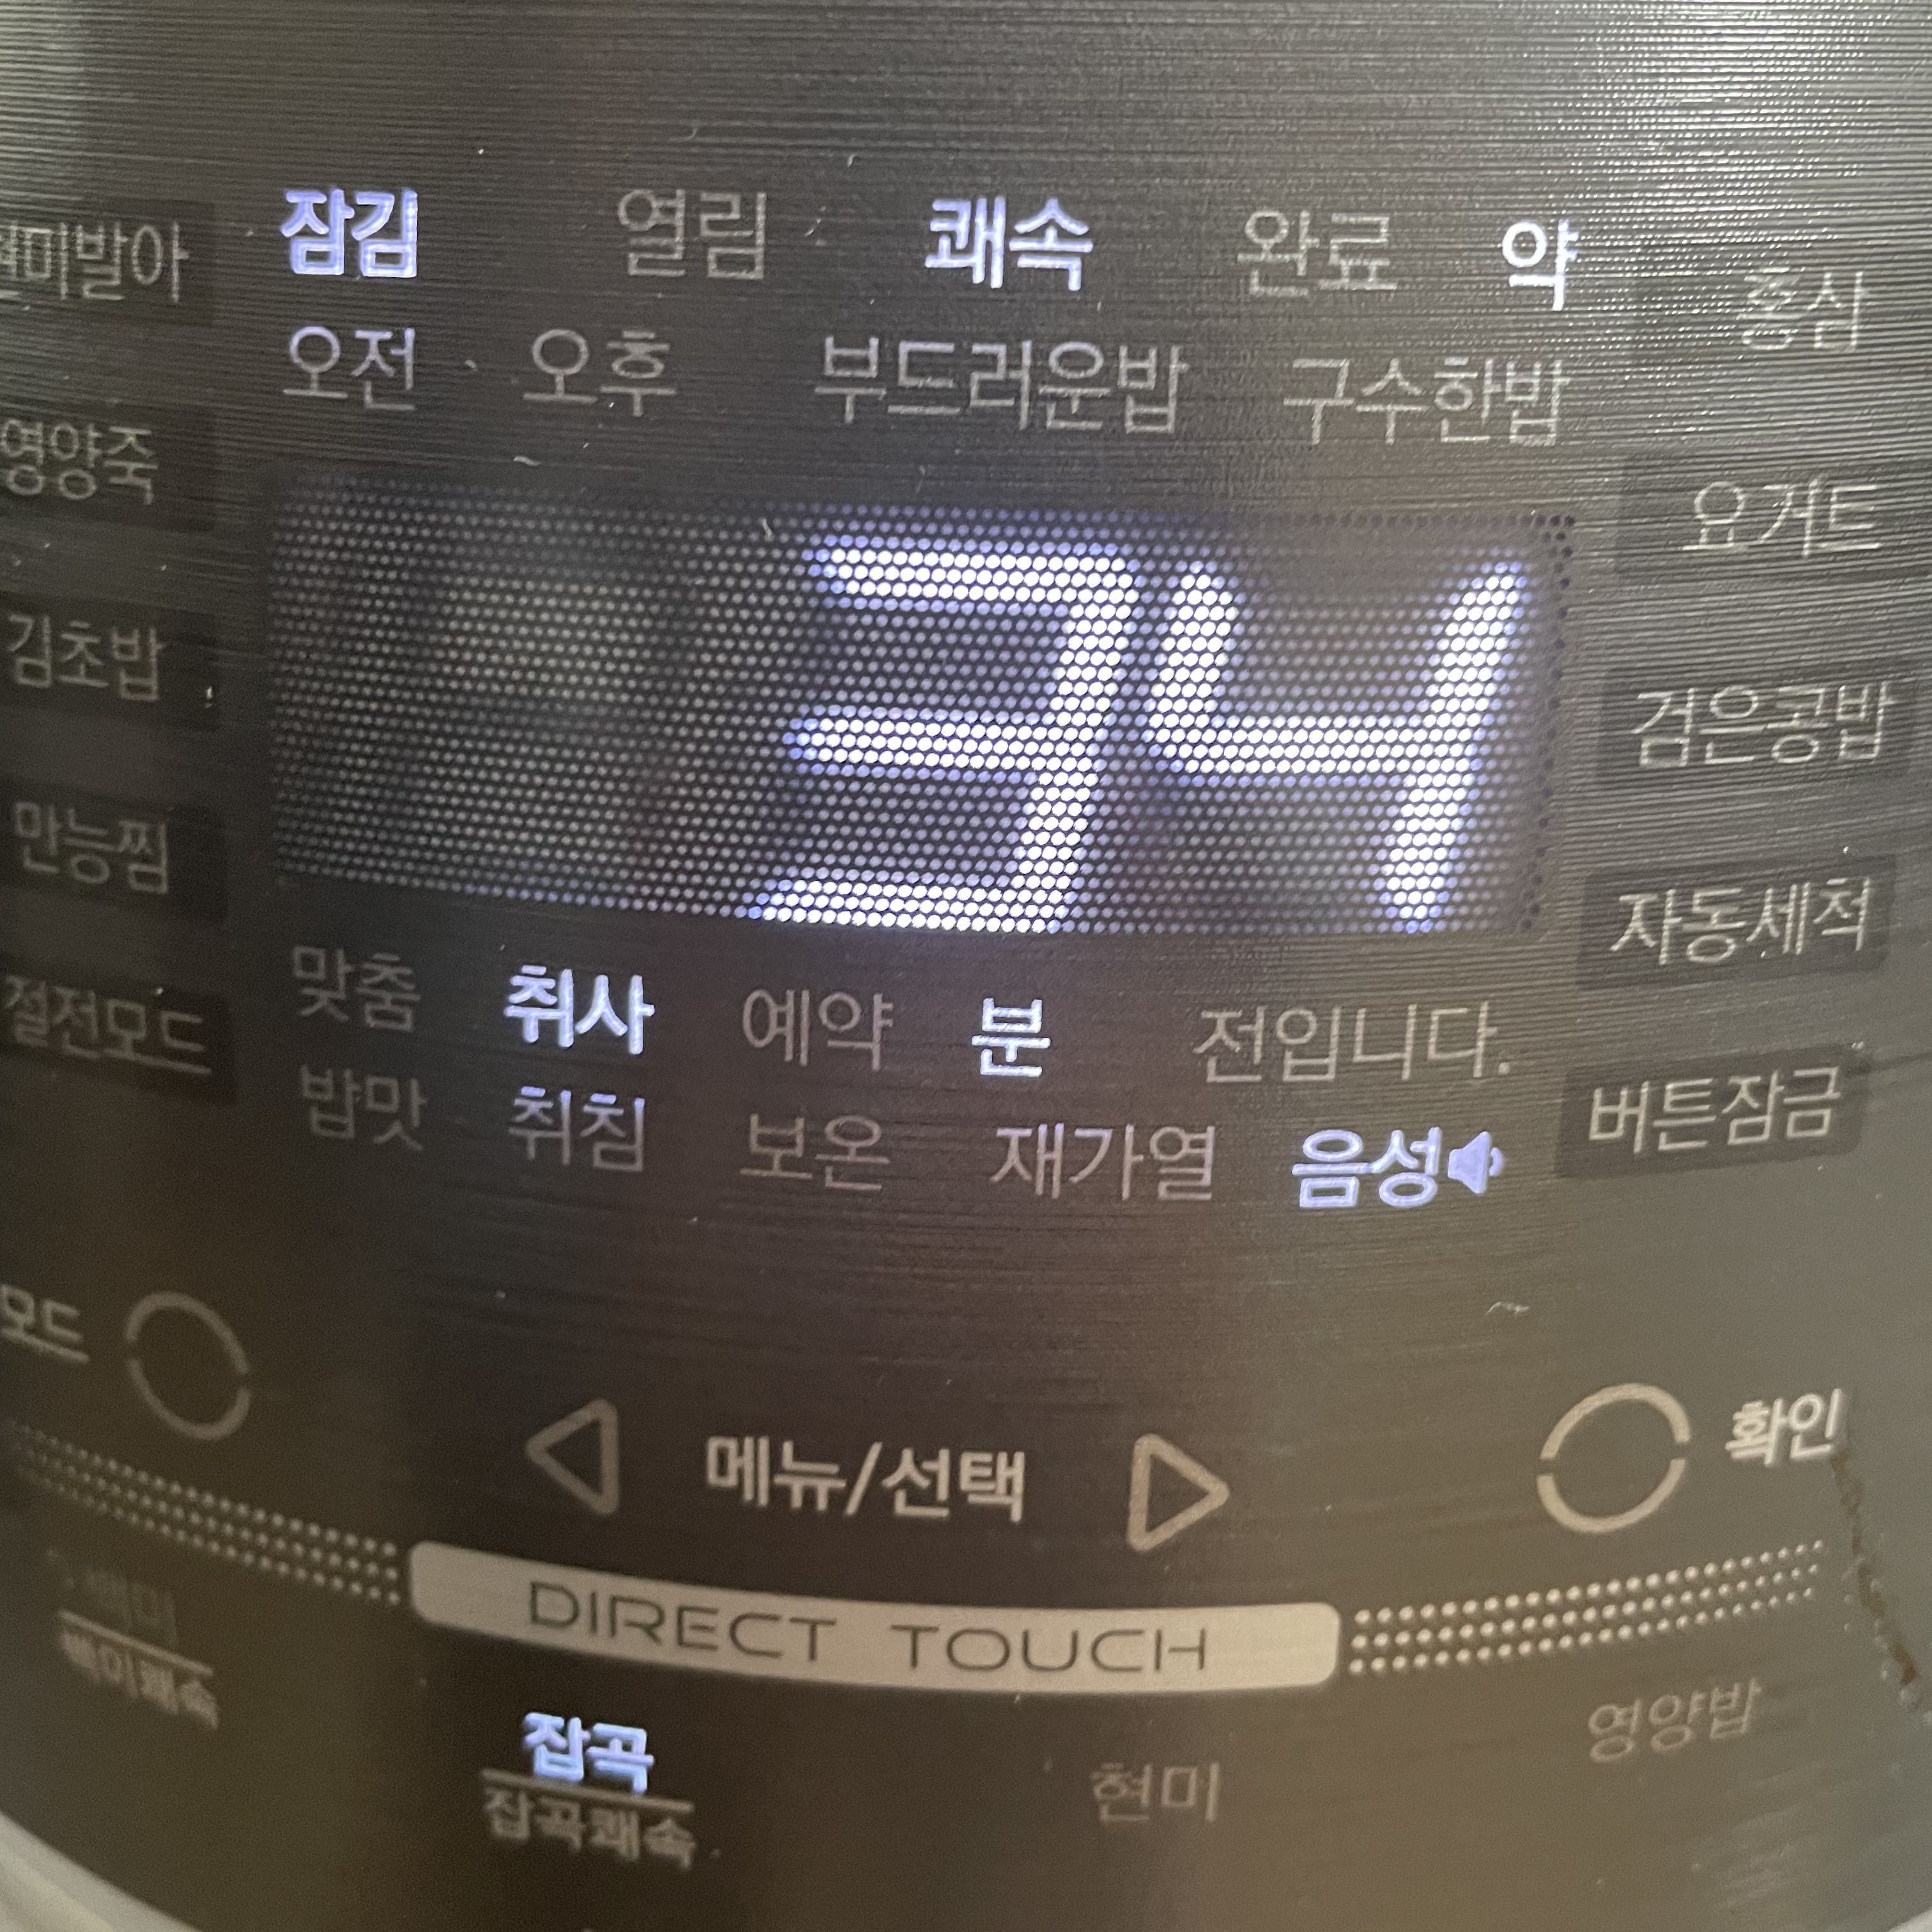 잠김 열림 쾌속 완료 약
오전 오후 부드러운밥 구수한밥
34
맞춤 취사 예약 분 전입니다.
밥맛 취침 보온 재가열 음성
현미발아
영양죽
김초밥
만능찜
절전모드
홍삼
요거트
검은콩밥
자동세척
버튼잠금
모드
메뉴/선택
확인
DIRECT TOUCH
백미
백미쾌속
잡곡
잡곡쾌속
현미
영양밥